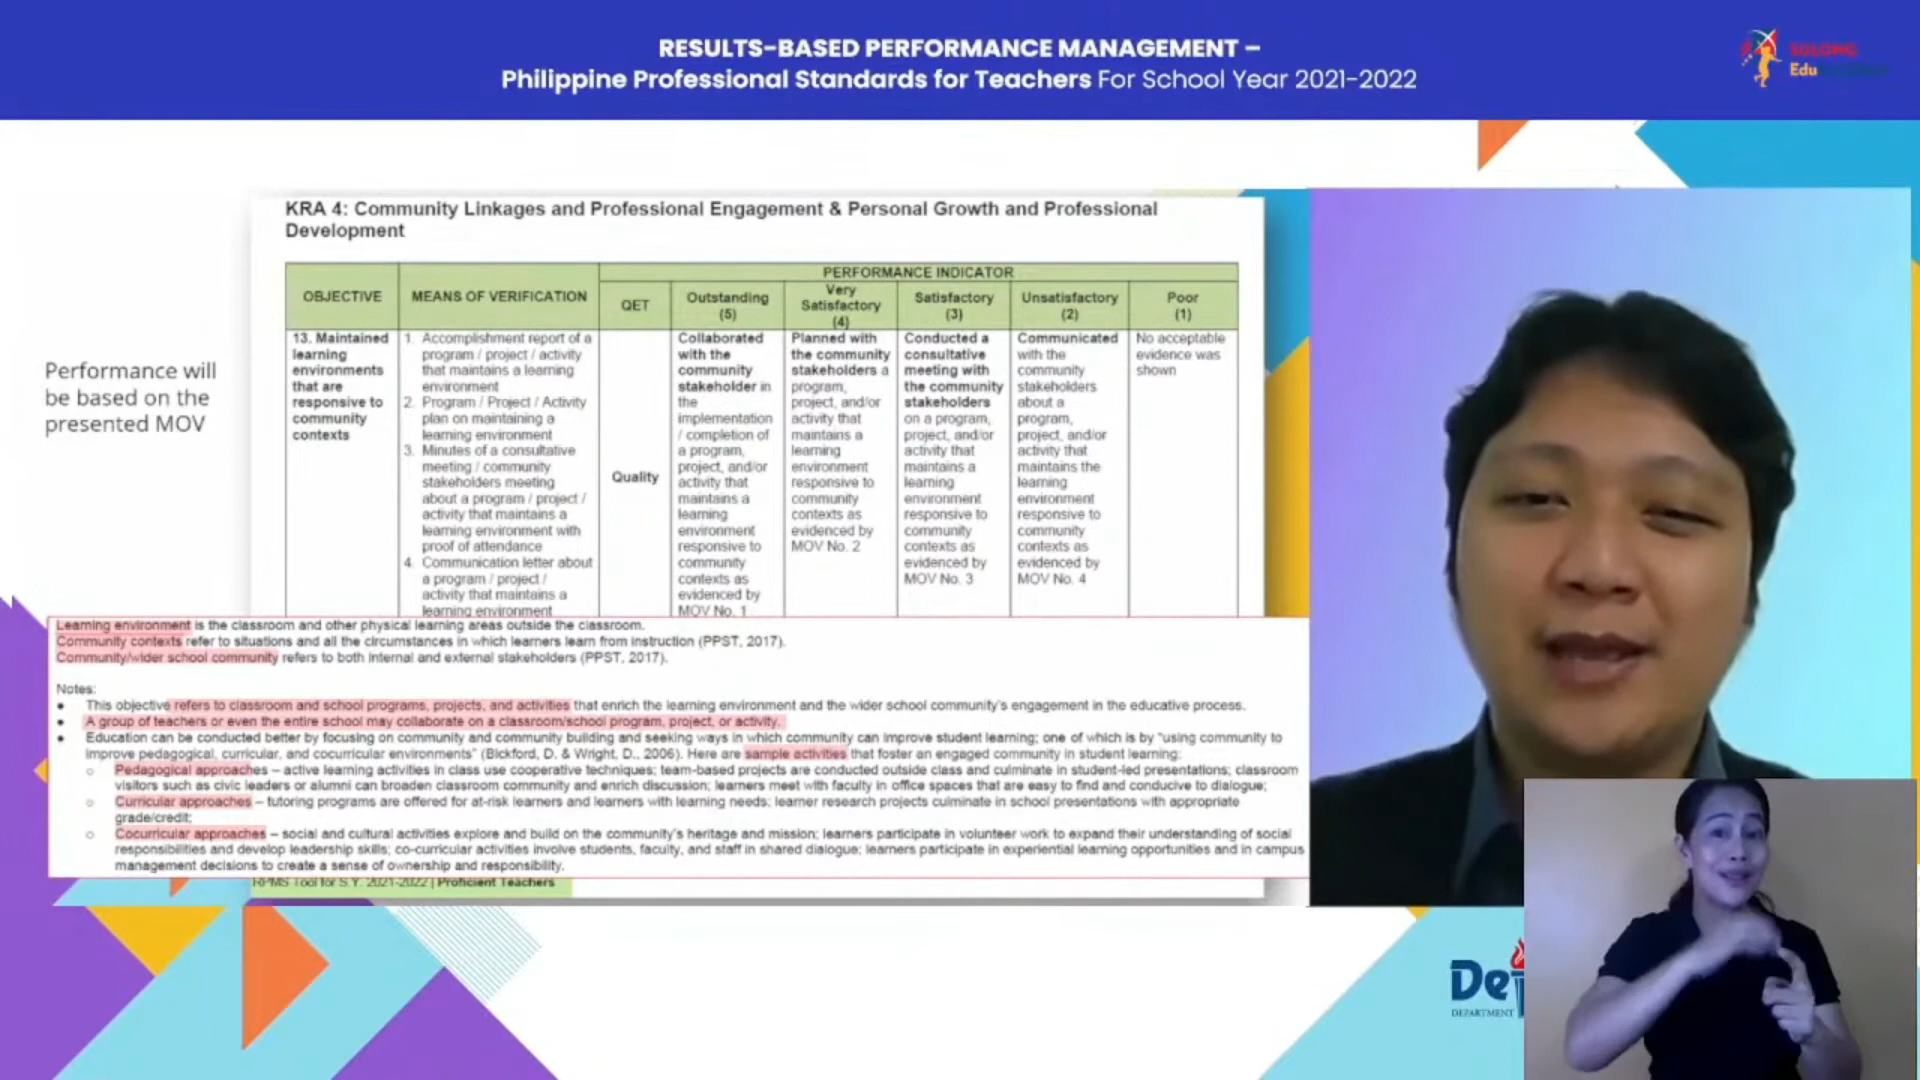 RESULTS-BASED PERFORMANCE MANAGEMENT –
Philippine Professional Standards for Teachers For School Year 2021-2022
SULONG
Edu
Performance will
be based on the
presented MOV
KRA 4: Community Linkages and Professional Engagement & Personal Growth and Professional
Development
OBJECTIVE
MEANS OF VERIFICATION
PERFORMANCE INDICATOR
QET
Outstanding
(5)
Very
Satisfactory
(4)
Satisfactory
(3)
Unsatisfactory
(2)
Poor
(1)
13. Maintained
learning
environments
that are
responsive to
community
contexts
1. Accomplishment report of a
program / project / activity
that maintains a learning
environment
2. Program / Project / Activity
plan on maintaining a
learning environment
3. Minutes of a consultative
meeting / community
stakeholders meeting
about a program / project /
activity that maintains a
learning environment with
proof of attendance
4. Communication letter about
a program / project /
activity that maintains a
learning environment
Quality
Collaborated
with the
community
stakeholder in
the
implementation
/ completion of
a program,
project, and/or
activity that
maintains a
learning
environment
responsive to
community
contexts as
evidenced by
MOV No. 1
Planned with
the community
stakeholders a
program,
project, and/or
activity that
maintains a
learning
environment
responsive to
community
contexts as
evidenced by
MOV No. 2
Conducted a
consultative
meeting with
the community
stakeholders
on a program,
project, and/or
activity that
maintains a
learning
environment
responsive to
community
contexts as
evidenced by
MOV No. 3
Communicated
with the
community
stakeholders
about a
program,
project, and/or
activity that
maintains the
learning
environment
responsive to
community
contexts as
evidenced by
MOV No. 4
No acceptable
evidence was
shown
Learning environment is the classroom and other physical learning areas outside the classroom.
Community contexts refer to situations and all the circumstances in which learners learn from instruction (PPST, 2017).
Community/wider school community refers to both internal and external stakeholders (PPST, 2017).
Notes:
• This objective refers to classroom and school programs, projects, and activities that enrich the learning environment and the wider school community's engagement in the educative process.
• A group of teachers or even the entire school may collaborate on a classroom/school program, project, or activity.
• Education can be conducted better by focusing on community and community building and seeking ways in which community can improve student learning; one of which is by "using community to
improve pedagogical, curricular, and cocurricular environments" (Bickford, D. & Wright, D., 2006). Here are sample activities that foster an engaged community in student learning:
o Pedagogical approaches – active learning activities in class use cooperative techniques; team-based projects are conducted outside class and culminate in student-led presentations; classroom
visitors such as civic leaders or alumni can broaden classroom community and enrich discussion; learners meet with faculty in office spaces that are easy to find and conducive to dialogue;
o Curricular approaches – tutoring programs are offered for at-risk learners and learners with learning needs; learner research projects culminate in school presentations with appropriate
grade/credit;
o Cocurricular approaches – social and cultural activities explore and build on the community's heritage and mission; learners participate in volunteer work to expand their understanding of social
responsibilities and develop leadership skills; co-curricular activities involve students, faculty, and staff in shared dialogue; learners participate in experiential learning opportunities and in campus
management decisions to create a sense of ownership and responsibility.
RPMS Tool for S.Y. 2021-2022 | Proficient Teachers
De
DEPARTMENT